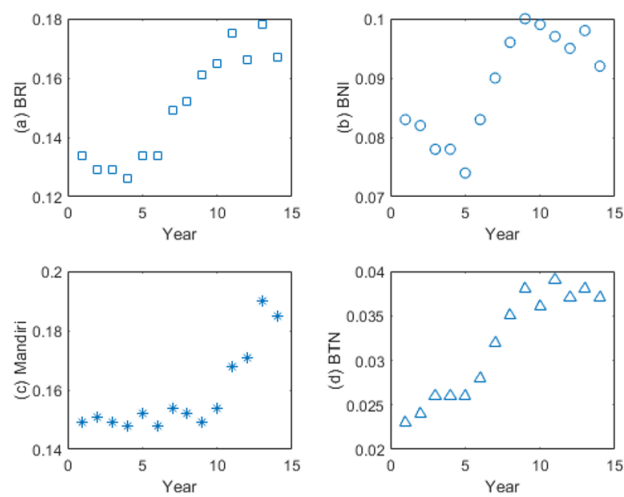 0.18
0.16
0.14
0.12
(a) BRI
0 5 10 15
Year
0.1
0.09
0.08
0.07
(b) BNI
0 5 10 15
Year
0.2
0.18
0.16
0.14
(c) Mandiri
0 5 10 15
Year
0.04
0.035
0.03
0.025
0.02
(d) BTN
0 5 10 15
Year